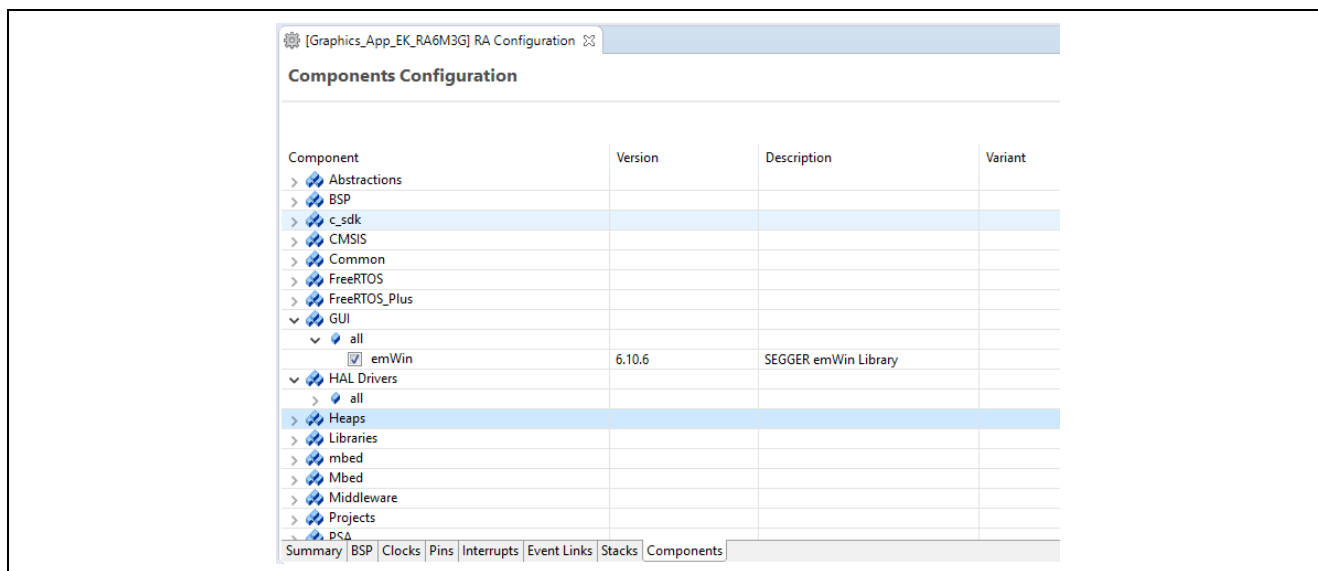 [Graphics_App_EK_RA6M3G] RA Configuration
Components Configuration
Component Version Description Variant
Abstractions
BSP
c_sdk
CMSIS
Common
FreeRTOS
FreeRTOS_Plus
GUI
all
emWin 6.10.6 SEGGER emWin Library
HAL Drivers
all
Heaps
Libraries
mbed
Mbed
Middleware
Projects
PSA
Summary BSP Clocks Pins Interrupts Event Links Stacks Components